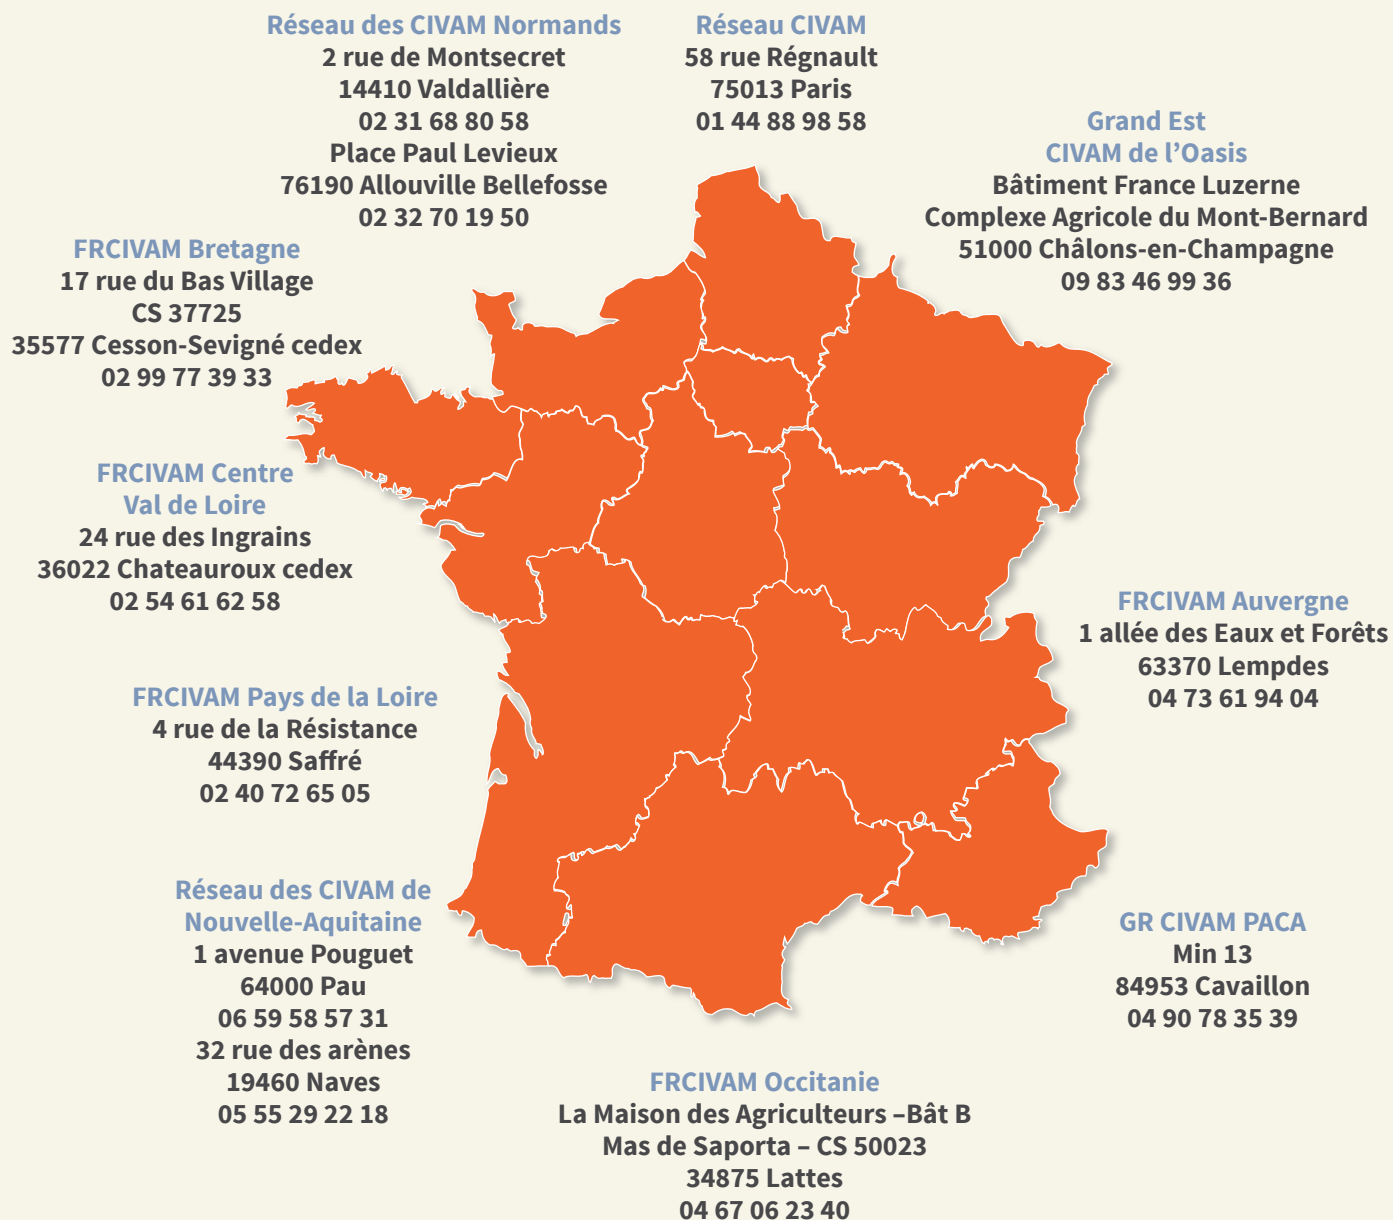 Réseau des CIVAM Normands
2 rue de Montsecret
14410 Valdallière
02 31 68 80 58
Place Paul Levieux
76190 Allouville Bellefosse
02 32 70 19 50
Réseau CIVAM
58 rue Régnault
75013 Paris
01 44 88 98 58
Grand Est
CIVAM de l’Oasis
Bâtiment France Luzerne
Complexe Agricole du Mont-Bernard
51000 Châlons-en-Champagne
09 83 46 99 36
FRCIVAM Bretagne
17 rue du Bas Village
CS 37725
35577 Cesson-Sevigné cedex
02 99 77 39 33
FRCIVAM Centre
Val de Loire
24 rue des Ingrains
36022 Chateauroux cedex
02 54 61 62 58
FRCIVAM Auvergne
1 allée des Eaux et Forêts
63370 Lempdes
04 73 61 94 04
FRCIVAM Pays de la Loire
4 rue de la Résistance
44390 Saffré
02 40 72 65 05
Réseau des CIVAM de
Nouvelle-Aquitaine
1 avenue Pouguet
64000 Pau
06 59 58 57 31
32 rue des arènes
19460 Naves
05 55 29 22 18
GR CIVAM PACA
Min 13
84953 Cavaillon
04 90 78 35 39
FRCIVAM Occitanie
La Maison des Agriculteurs –Bât B
Mas de Saporta – CS 50023
34875 Lattes
04 67 06 23 40